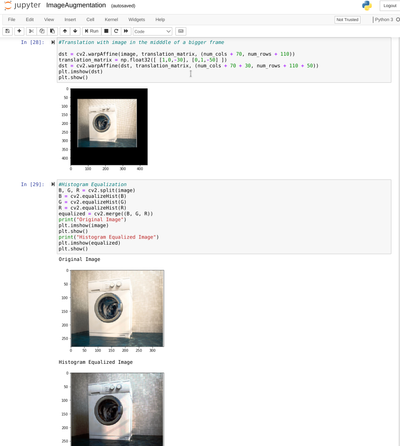 jupyter ImageAugmentation (autosaved)
File Edit View Insert Cell Kernel Widgets Help
Not Trusted
Python 3
Run
Code
In [28]:
#Translation with image in the midddle of a bigger frame
dst = cv2.warpAffine(image, translation_matrix, (num_cols + 70, num_rows + 110))
translation_matrix = np.float32([ [1,0,-30], [0,1,-50] ])
dst = cv2.warpAffine(dst, translation_matrix, (num_cols + 70 + 30, num_rows + 110 + 50))
plt.imshow(dst)
plt.show()
0
50
100
150
200
250
300
350
400
0 100 200 300 400
In [29]:
#Histogram Equalization
B, G, R = cv2.split(image)
B = cv2.equalizeHist(B)
G = cv2.equalizeHist(G)
R = cv2.equalizeHist(R)
equalized = cv2.merge((B, G, R))
print("Original Image")
plt.imshow(image)
plt.show()
print("Histogram Equalized Image")
plt.imshow(equalized)
plt.show()
Original Image
0
50
100
150
200
250
0 50 100 150 200 250 300
Histogram Equalized Image
0
50
100
150
200
250